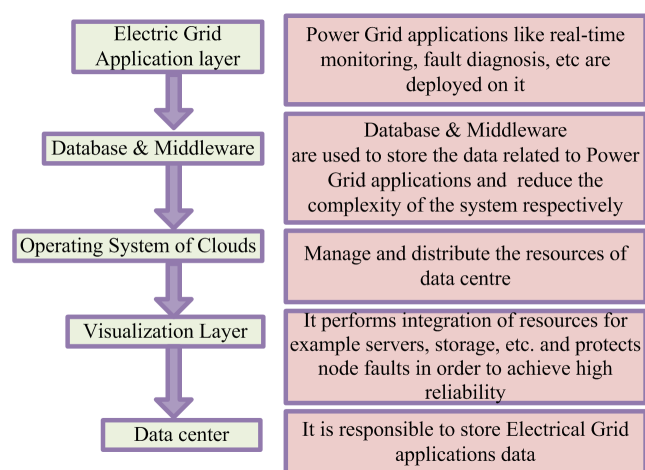 Electric Grid
Application layer
Power Grid applications like real-time
monitoring, fault diagnosis, etc are
deployed on it
Database & Middleware
Database & Middleware
are used to store the data related to Power
Grid applications and reduce the
complexity of the system respectively
Operating System of Clouds
Manage and distribute the resources of
data centre
Visualization Layer
It performs integration of resources for
example servers, storage, etc. and protects
node faults in order to achieve high
reliability
Data center
It is responsible to store Electrical Grid
applications data